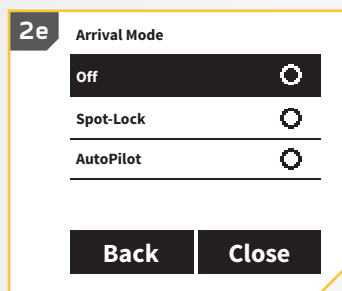 2e
Arrival Mode
Off
Spot-Lock
AutoPilot
Back Close